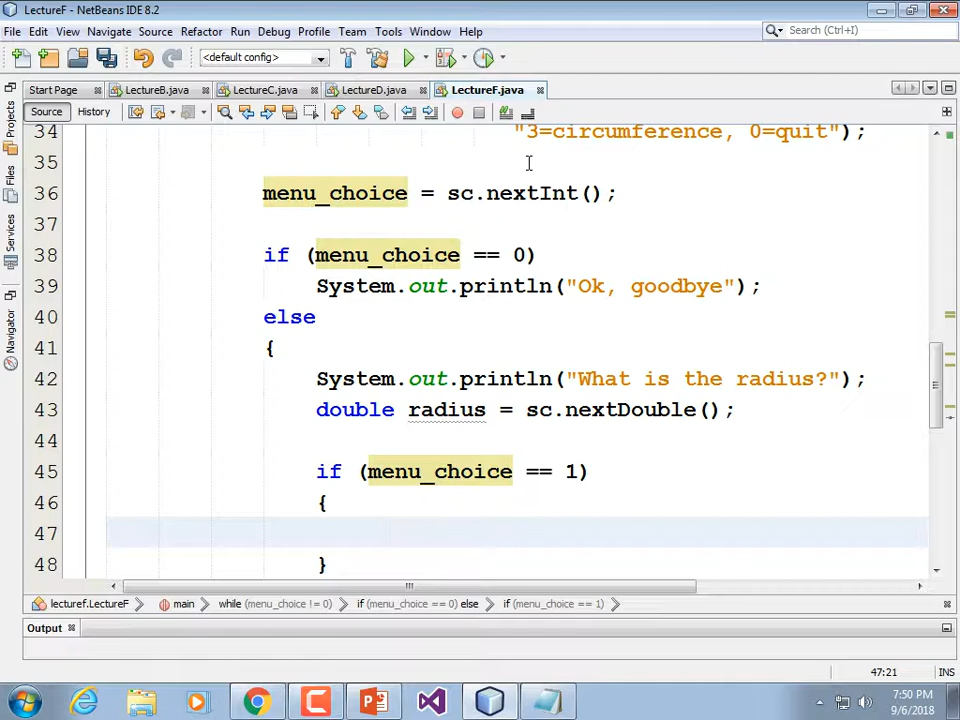 LectureF - NetBeans IDE 8.2
File Edit View Navigate Source Refactor Run Debug Profile Team Tools Window Help
Search (Ctrl+I)
<default config>
Start Page LectureB.java LectureC.java LectureD.java LectureF.java
Source History
34 "3=circumference, 0=quit");
35
36 menu_choice = sc.nextInt();
37
38 if (menu_choice == 0)
39 System.out.println("Ok, goodbye");
40 else
41 {
42 System.out.println("What is the radius?");
43 double radius = sc.nextDouble();
44
45 if (menu_choice == 1)
46 {
47
48 }
Projects
Files
Services
Navigator
lecturef.LectureF main while (menu_choice != 0) if (menu_choice == 0) else if (menu_choice == 1)
Output
47:21 INS
7:50 PM
9/6/2018